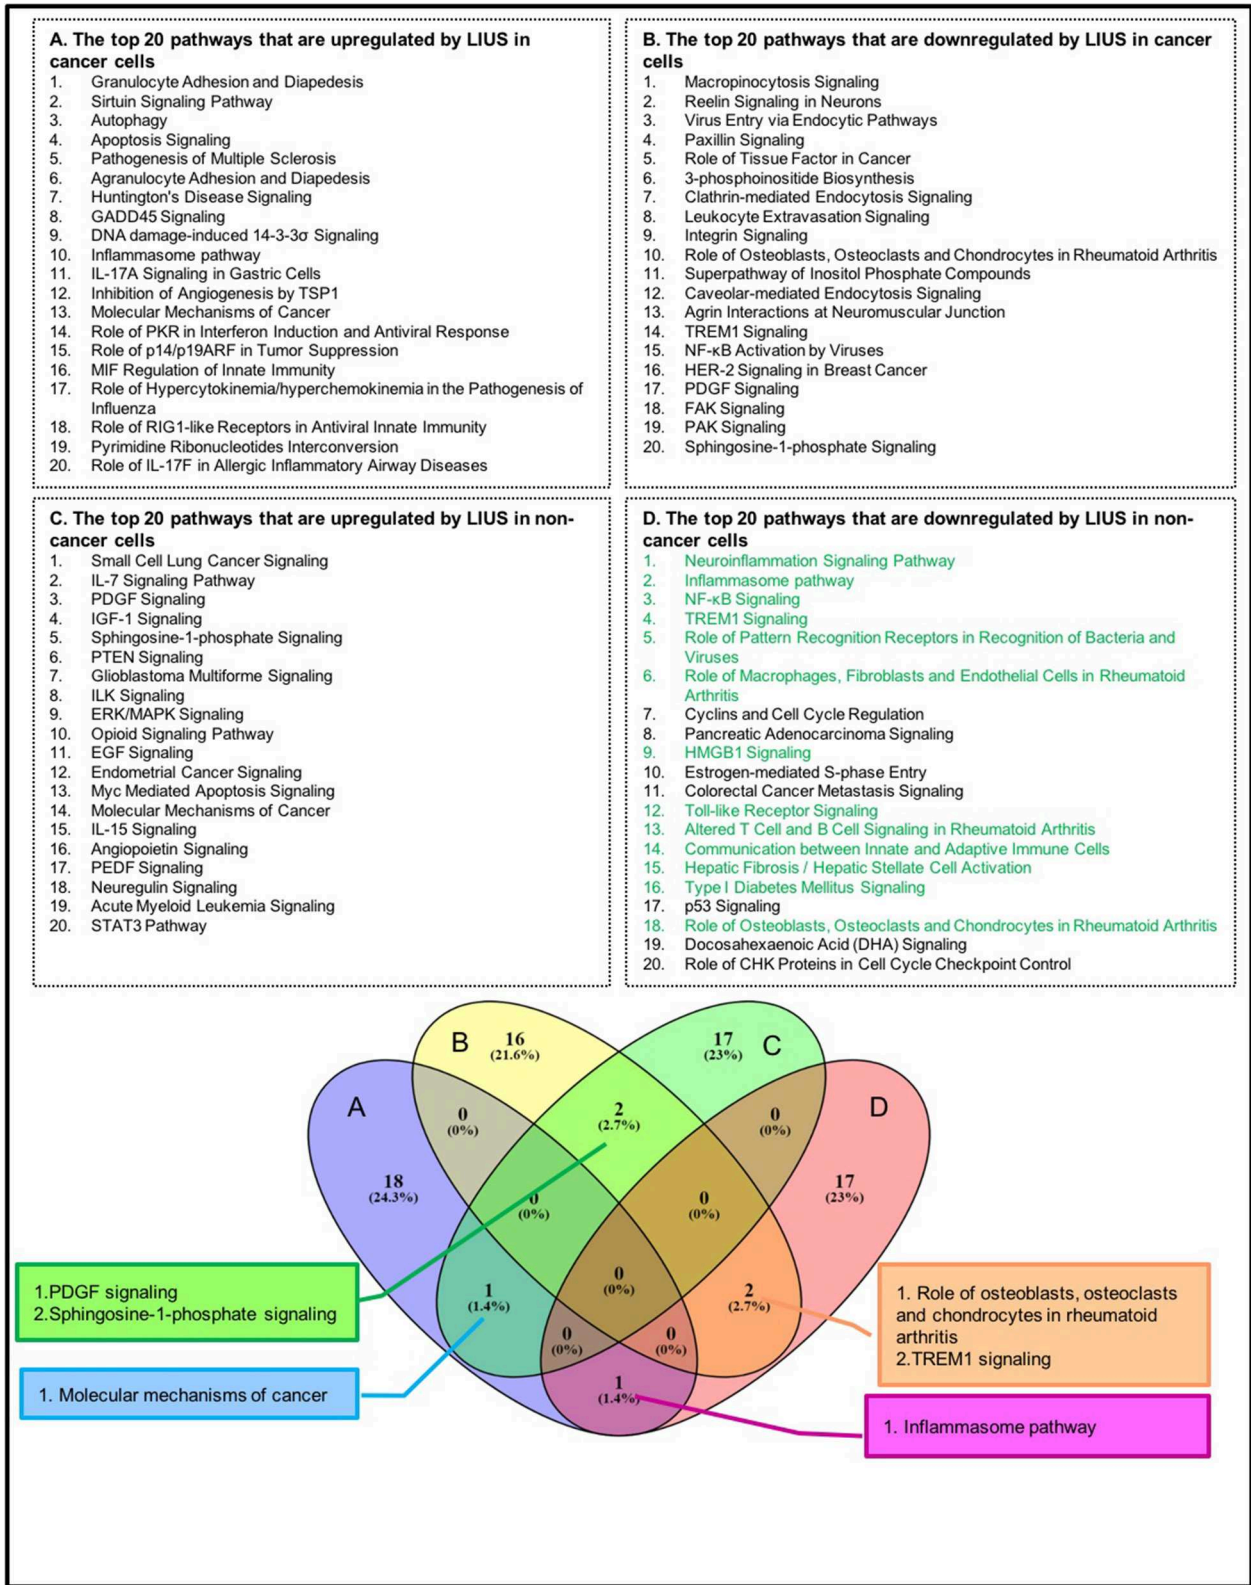 A. The top 20 pathways that are upregulated by LIUS in
cancer cells
1. Granulocyte Adhesion and Diapedesis
2. Sirtuin Signaling Pathway
3. Autophagy
4. Apoptosis Signaling
5. Pathogenesis of Multiple Sclerosis
6. Agranulocyte Adhesion and Diapedesis
7. Huntington's Disease Signaling
8. GADD45 Signaling
9. DNA damage-induced 14-3-3σ Signaling
10. Inflammasome pathway
11. IL-17A Signaling in Gastric Cells
12. Inhibition of Angiogenesis by TSP1
13. Molecular Mechanisms of Cancer
14. Role of PKR in Interferon Induction and Antiviral Response
15. Role of p14/p19ARF in Tumor Suppression
16. MIF Regulation of Innate Immunity
17. Role of Hypercytokinemia/hyperchemokinemia in the Pathogenesis of
Influenza
18. Role of RIG1-like Receptors in Antiviral Innate Immunity
19. Pyrimidine Ribonucleotides Interconversion
20. Role of IL-17F in Allergic Inflammatory Airway Diseases
B. The top 20 pathways that are downregulated by LIUS in cancer
cells
1. Macropinocytosis Signaling
2. Reelin Signaling in Neurons
3. Virus Entry via Endocytic Pathways
4. Paxillin Signaling
5. Role of Tissue Factor in Cancer
6. 3-phosphoinositide Biosynthesis
7. Clathrin-mediated Endocytosis Signaling
8. Leukocyte Extravasation Signaling
9. Integrin Signaling
10. Role of Osteoblasts, Osteoclasts and Chondrocytes in Rheumatoid Arthritis
11. Superpathway of Inositol Phosphate Compounds
12. Caveolar-mediated Endocytosis Signaling
13. Agrin Interactions at Neuromuscular Junction
14. TREM1 Signaling
15. NF-κB Activation by Viruses
16. HER-2 Signaling in Breast Cancer
17. PDGF Signaling
18. FAK Signaling
19. PAK Signaling
20. Sphingosine-1-phosphate Signaling
C. The top 20 pathways that are upregulated by LIUS in non-
cancer cells
1. Small Cell Lung Cancer Signaling
2. IL-7 Signaling Pathway
3. PDGF Signaling
4. IGF-1 Signaling
5. Sphingosine-1-phosphate Signaling
6. PTEN Signaling
7. Glioblastoma Multiforme Signaling
8. ILK Signaling
9. ERK/MAPK Signaling
10. Opioid Signaling Pathway
11. EGF Signaling
12. Endometrial Cancer Signaling
13. Myc Mediated Apoptosis Signaling
14. Molecular Mechanisms of Cancer
15. IL-15 Signaling
16. Angiopoietin Signaling
17. PEDF Signaling
18. Neuregulin Signaling
19. Acute Myeloid Leukemia Signaling
20. STAT3 Pathway
D. The top 20 pathways that are downregulated by LIUS in non-
cancer cells
1. Neuroinflammation Signaling Pathway
2. Inflammasome pathway
3. NF-κB Signaling
4. TREM1 Signaling
5. Role of Pattern Recognition Receptors in Recognition of Bacteria and
Viruses
6. Role of Macrophages, Fibroblasts and Endothelial Cells in Rheumatoid
Arthritis
7. Cyclins and Cell Cycle Regulation
8. Pancreatic Adenocarcinoma Signaling
9. HMGB1 Signaling
10. Estrogen-mediated S-phase Entry
11. Colorectal Cancer Metastasis Signaling
12. Toll-like Receptor Signaling
13. Altered T Cell and B Cell Signaling in Rheumatoid Arthritis
14. Communication between Innate and Adaptive Immune Cells
15. Hepatic Fibrosis / Hepatic Stellate Cell Activation
16. Type I Diabetes Mellitus Signaling
17. p53 Signaling
18. Role of Osteoblasts, Osteoclasts and Chondrocytes in Rheumatoid Arthritis
19. Docosahexaenoic Acid (DHA) Signaling
20. Role of CHK Proteins in Cell Cycle Checkpoint Control
B
16
(21.6%)
17
(23%)
C
A
0
(0%)
2
(2.7%)
0
(0%)
D
18
(24.3%)
0
(0%)
0
(0%)
17
(23%)
1
(1.4%)
0
(0%)
2
(2.7%)
0
(0%)
0
(0%)
1
(1.4%)
1.PDGF signaling
2.Sphingosine-1-phosphate signaling
1. Molecular mechanisms of cancer
1. Role of osteoblasts, osteoclasts
and chondrocytes in rheumatoid
arthritis
2.TREM1 signaling
1. Inflammasome pathway